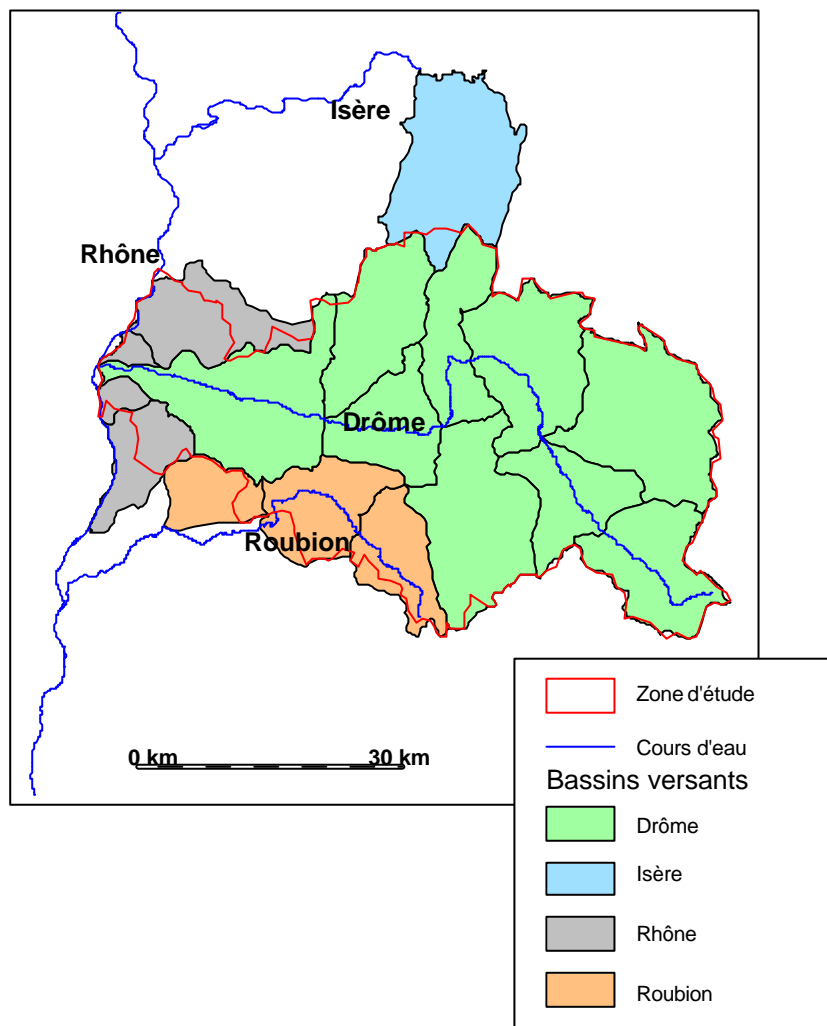 Isère
Rhône
Drôme
Roubion
0 km 30 km
Zone d'étude
Cours d'eau
Bassins versants
Drôme
Isère
Rhône
Roubion